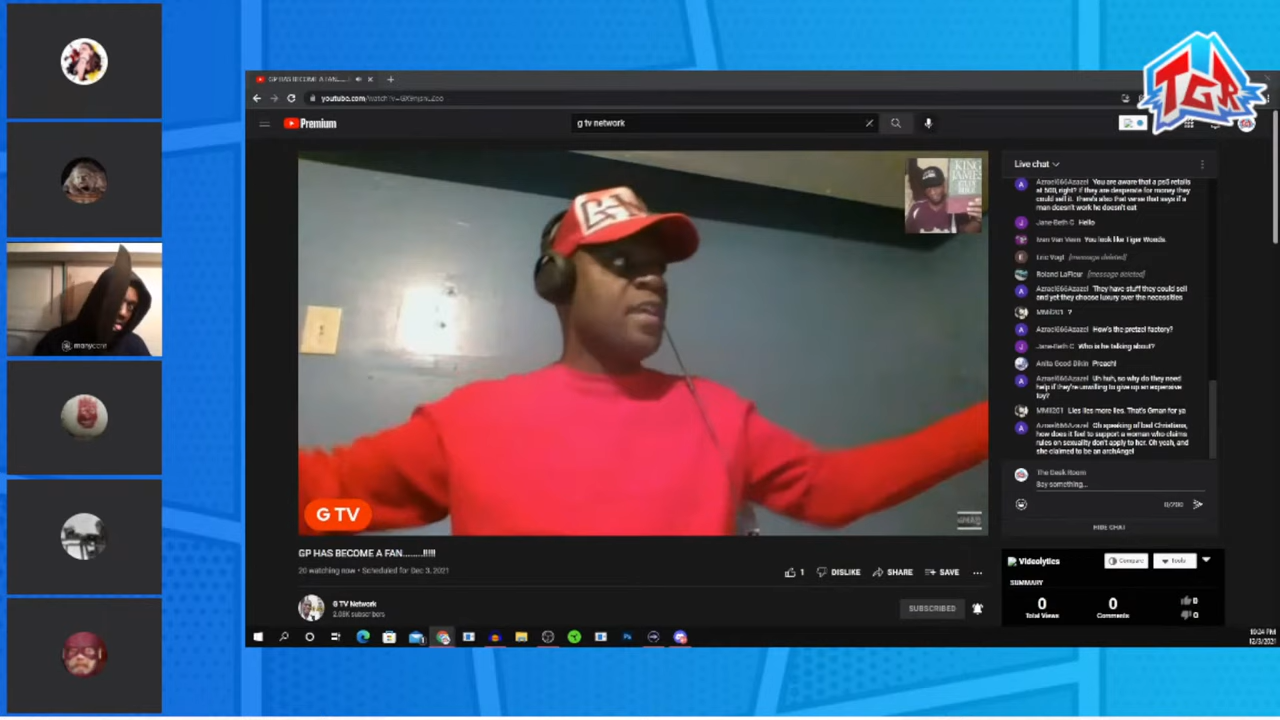 TGR
GP HAS BECOME A FAN.....
youtube.com/
Premium
g tv network
KING
JAMES
BIBLE
G TV
manycam
GP HAS BECOME A FAN........!!!!!
20 watching now • Scheduled for Dec 3, 2021
1
DISLIKE
SHARE
SAVE
G TV Network
2.08K subscribers
SUBSCRIBED
Live chat
Azrael666Azazel You are aware that a ps5 retails
at 500, right? If they are desperate for money they
could sell it. There's also that verse that says if a
man doesn't work he doesn't eat
Jane-Beth C Hello
Sven Van Veen You look like Tiger Woods.
Eric Vogt [message deleted]
Roland LaFleur [message deleted]
Azrael666Azazel They have stuff they could sell
and yet they choose luxury over the necessities
MMil201 ?
Azrael666Azazel How's the pretzel factory?
Jane-Beth C Who is he talking about?
Anita Good Bikin Preach!
Azrael666Azazel Uh huh, so why do they need
help if they're unwilling to give up an expensive
toy?
MMil201 Lies lies more lies. That's Gman for ya
Azrael666Azazel Oh speaking of bad Christians,
how does it feel to support a woman who claims
rules on sexuality don't apply to her. Oh yeah, and
she claimed to be an archAngel
The Geek Room
Say something...
0/200
HIDE CHAT
Videolytics
Compare
Tools
SUMMARY
0
Total Views
0
Comments
0
0
10:24 PM
12/3/2021